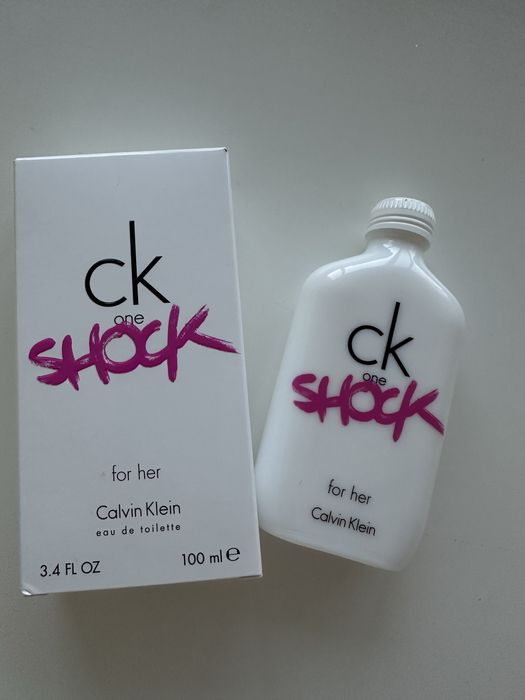 ck
one
SHOCK
for her
Calvin Klein
eau de toilette
3.4 FL OZ
100 ml e
ck
one
SHOCK
for her
Calvin Klein